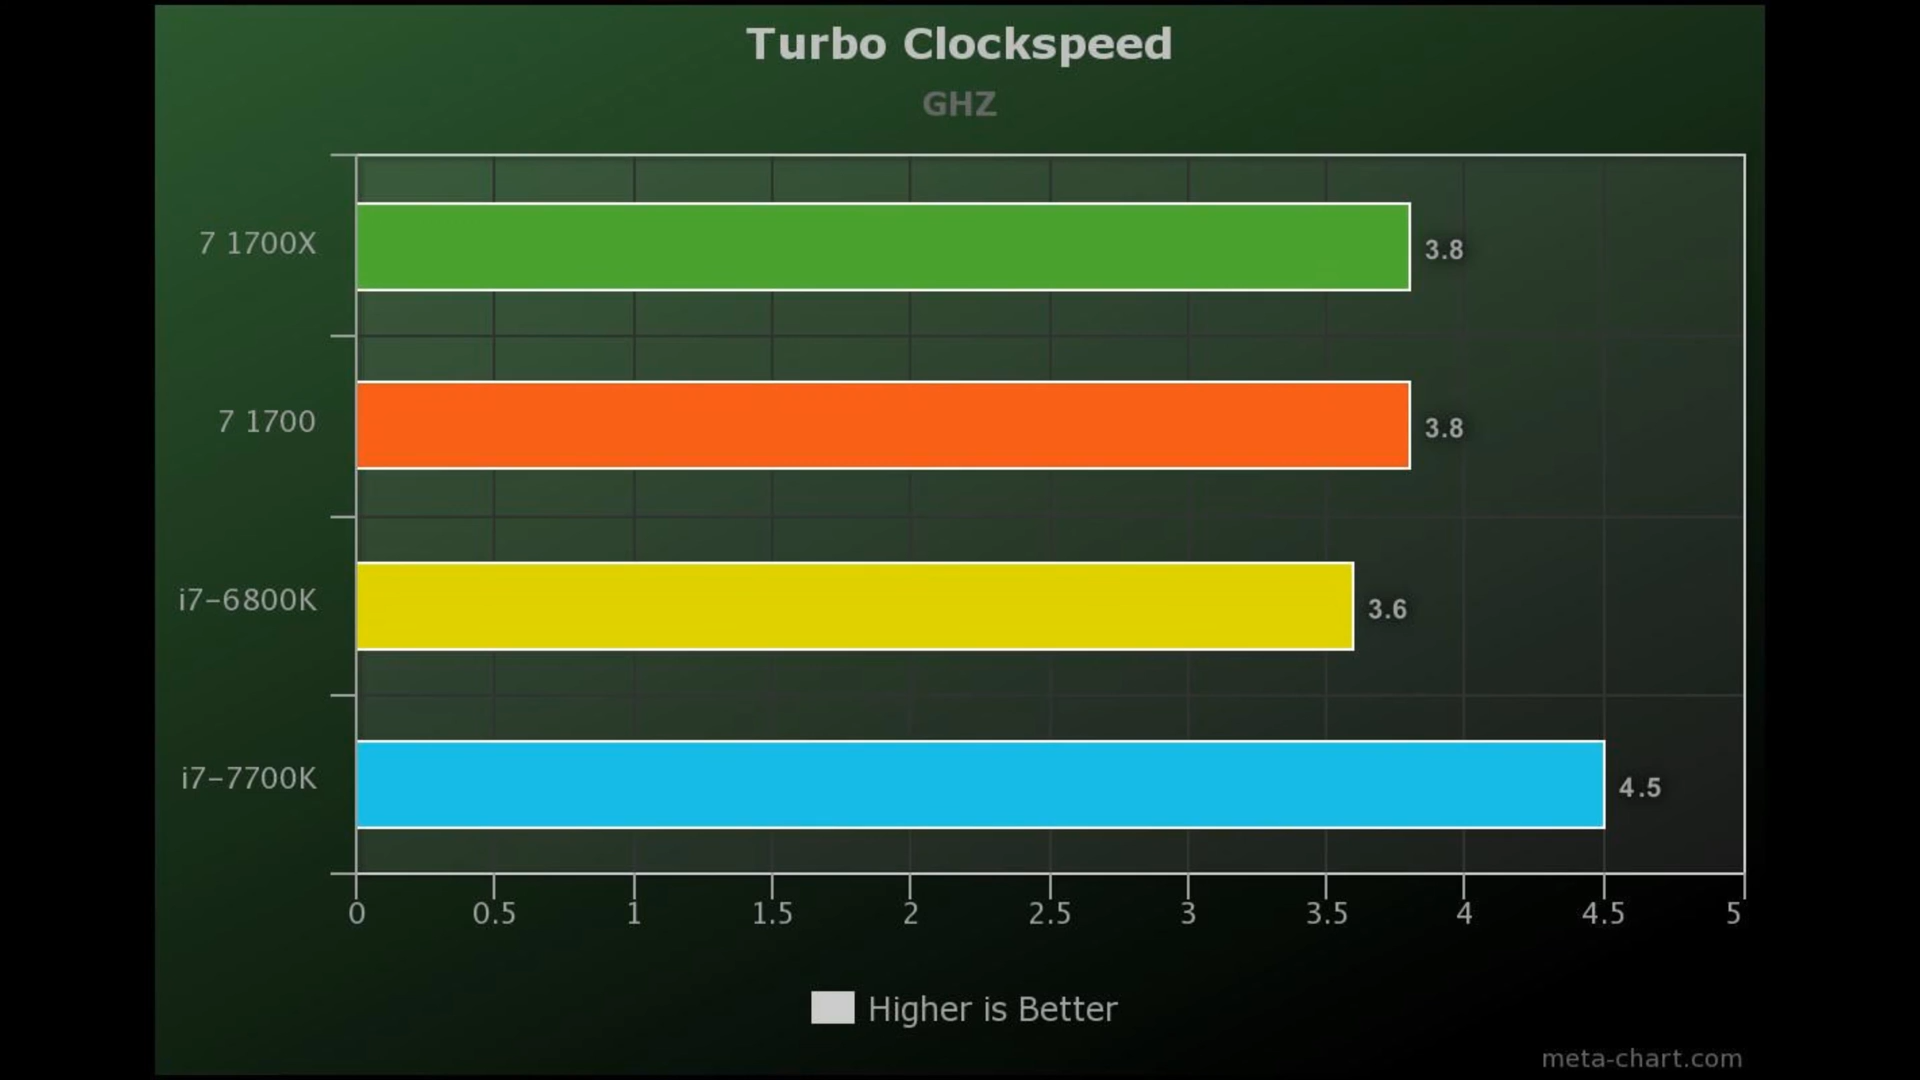 Turbo Clockspeed
GHZ
7 1700X
3.8
7 1700
3.8
i7-6800K
3.6
i7-7700K
4.5
0 0.5 1 1.5 2 2.5 3 3.5 4 4.5 5
Higher is Better
meta-chart.com